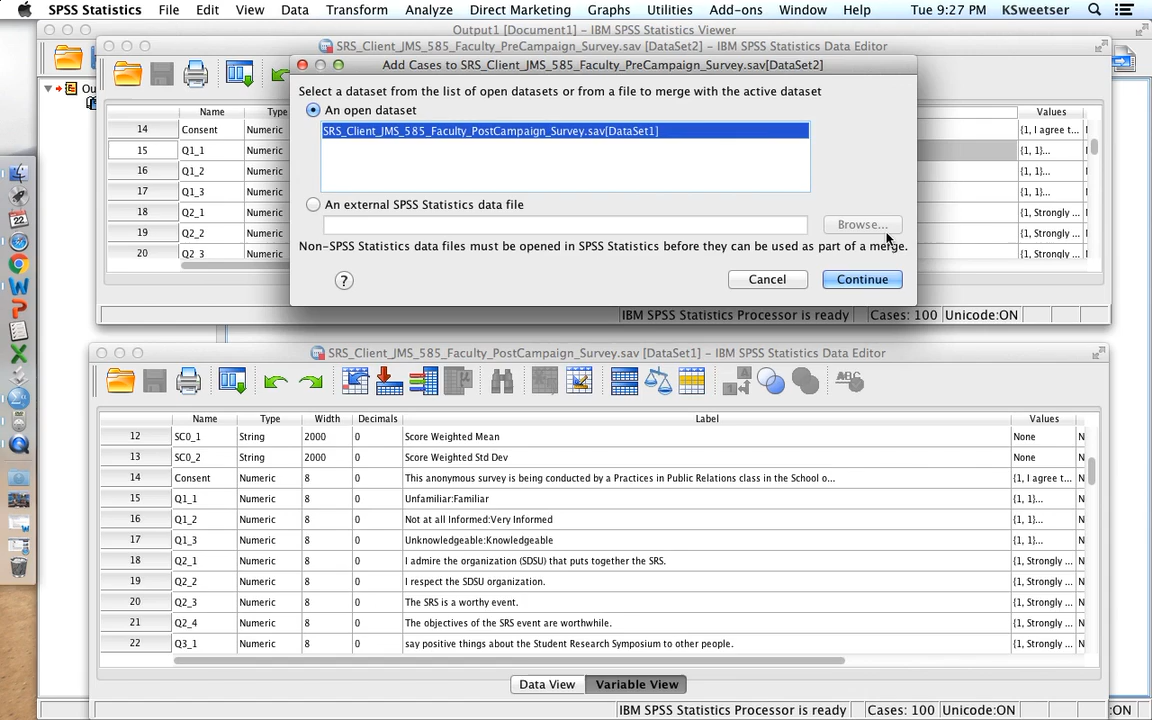 SPSS Statistics File Edit View Data Transform Analyze Direct Marketing Graphs Utilities Add-ons Window Help Tue 9:27 PM KSweetser
Output1 [Document1] – IBM SPSS Statistics Viewer
SRS_Client_JMS_585_Faculty_PreCampaign_Survey.sav [DataSet2] – IBM SPSS Statistics Data Editor
Add Cases to SRS_Client_JMS_585_Faculty_PreCampaign_Survey.sav[DataSet2]
Select a dataset from the list of open datasets or from a file to merge with the active dataset
An open dataset
SRS_Client_JMS_585_Faculty_PostCampaign_Survey.sav[DataSet1]
An external SPSS Statistics data file
Browse...
Non-SPSS Statistics data files must be opened in SPSS Statistics before they can be used as part of a merge.
? Cancel Continue
Name Type Values
14 Consent Numeric {1, I agree t...
15 Q1_1 Numeric {1, 1}...
16 Q1_2 Numeric {1, 1}...
17 Q1_3 Numeric {1, 1}...
18 Q2_1 Numeric {1, Strongly ...
19 Q2_2 Numeric {1, Strongly ...
20 Q2_3 Numeric {1, Strongly ...
IBM SPSS Statistics Processor is ready Cases: 100 Unicode:ON
SRS_Client_JMS_585_Faculty_PostCampaign_Survey.sav [DataSet1] – IBM SPSS Statistics Data Editor
Name Type Width Decimals Label Values
12 SC0_1 String 2000 0 Score Weighted Mean None N
13 SC0_2 String 2000 0 Score Weighted Std Dev None N
14 Consent Numeric 8 0 This anonymous survey is being conducted by a Practices in Public Relations class in the School o... {1, I agree t... N
15 Q1_1 Numeric 8 0 Unfamiliar:Familiar {1, 1}... N
16 Q1_2 Numeric 8 0 Not at all Informed:Very Informed {1, 1}... N
17 Q1_3 Numeric 8 0 Unknowledgeable:Knowledgeable {1, 1}... N
18 Q2_1 Numeric 8 0 I admire the organization (SDSU) that puts together the SRS. {1, Strongly ... N
19 Q2_2 Numeric 8 0 I respect the SDSU organization. {1, Strongly ... N
20 Q2_3 Numeric 8 0 The SRS is a worthy event. {1, Strongly ... N
21 Q2_4 Numeric 8 0 The objectives of the SRS event are worthwhile. {1, Strongly ... N
22 Q3_1 Numeric 8 0 say positive things about the Student Research Symposium to other people. {1, Strongly ... N
Data View Variable View
IBM SPSS Statistics Processor is ready Cases: 100 Unicode:ON :ON